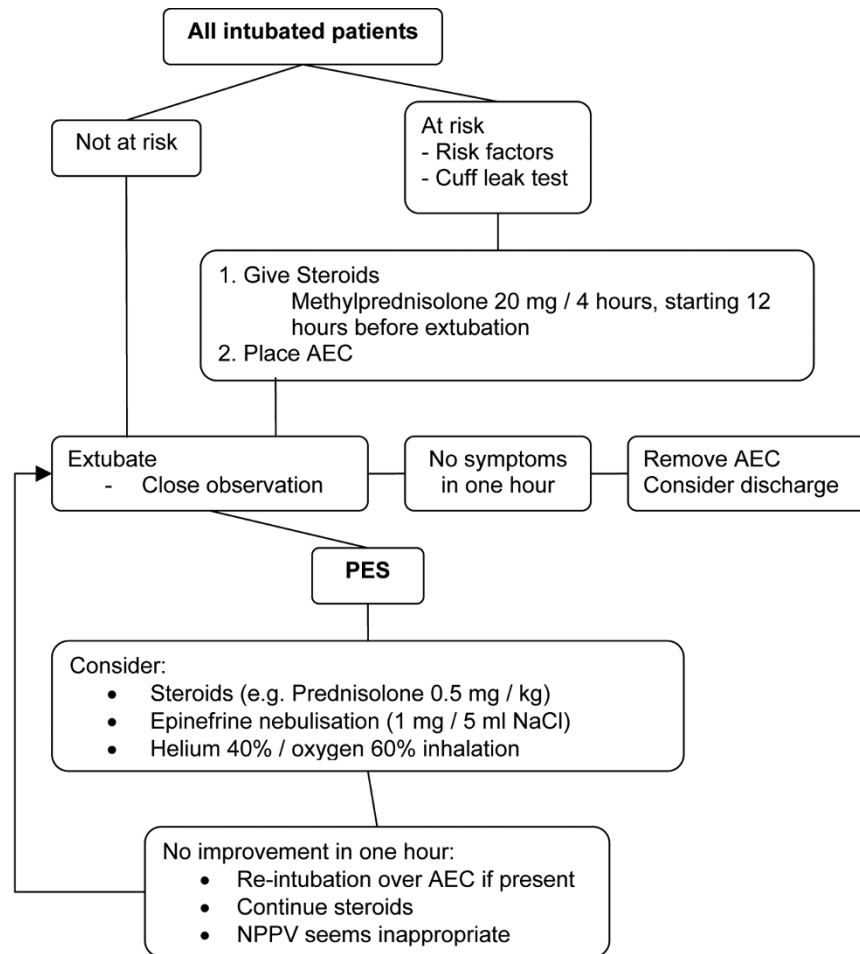 All intubated patients
Not at risk
At risk
- Risk factors
- Cuff leak test
1. Give Steroids
Methylprednisolone 20 mg / 4 hours, starting 12
hours before extubation
2. Place AEC
Extubate
- Close observation
No symptoms
in one hour
Remove AEC
Consider discharge
PES
Consider:
• Steroids (e.g. Prednisolone 0.5 mg / kg)
• Epinefrine nebulisation (1 mg / 5 ml NaCl)
• Helium 40% / oxygen 60% inhalation
No improvement in one hour:
• Re-intubation over AEC if present
• Continue steroids
• NPPV seems inappropriate